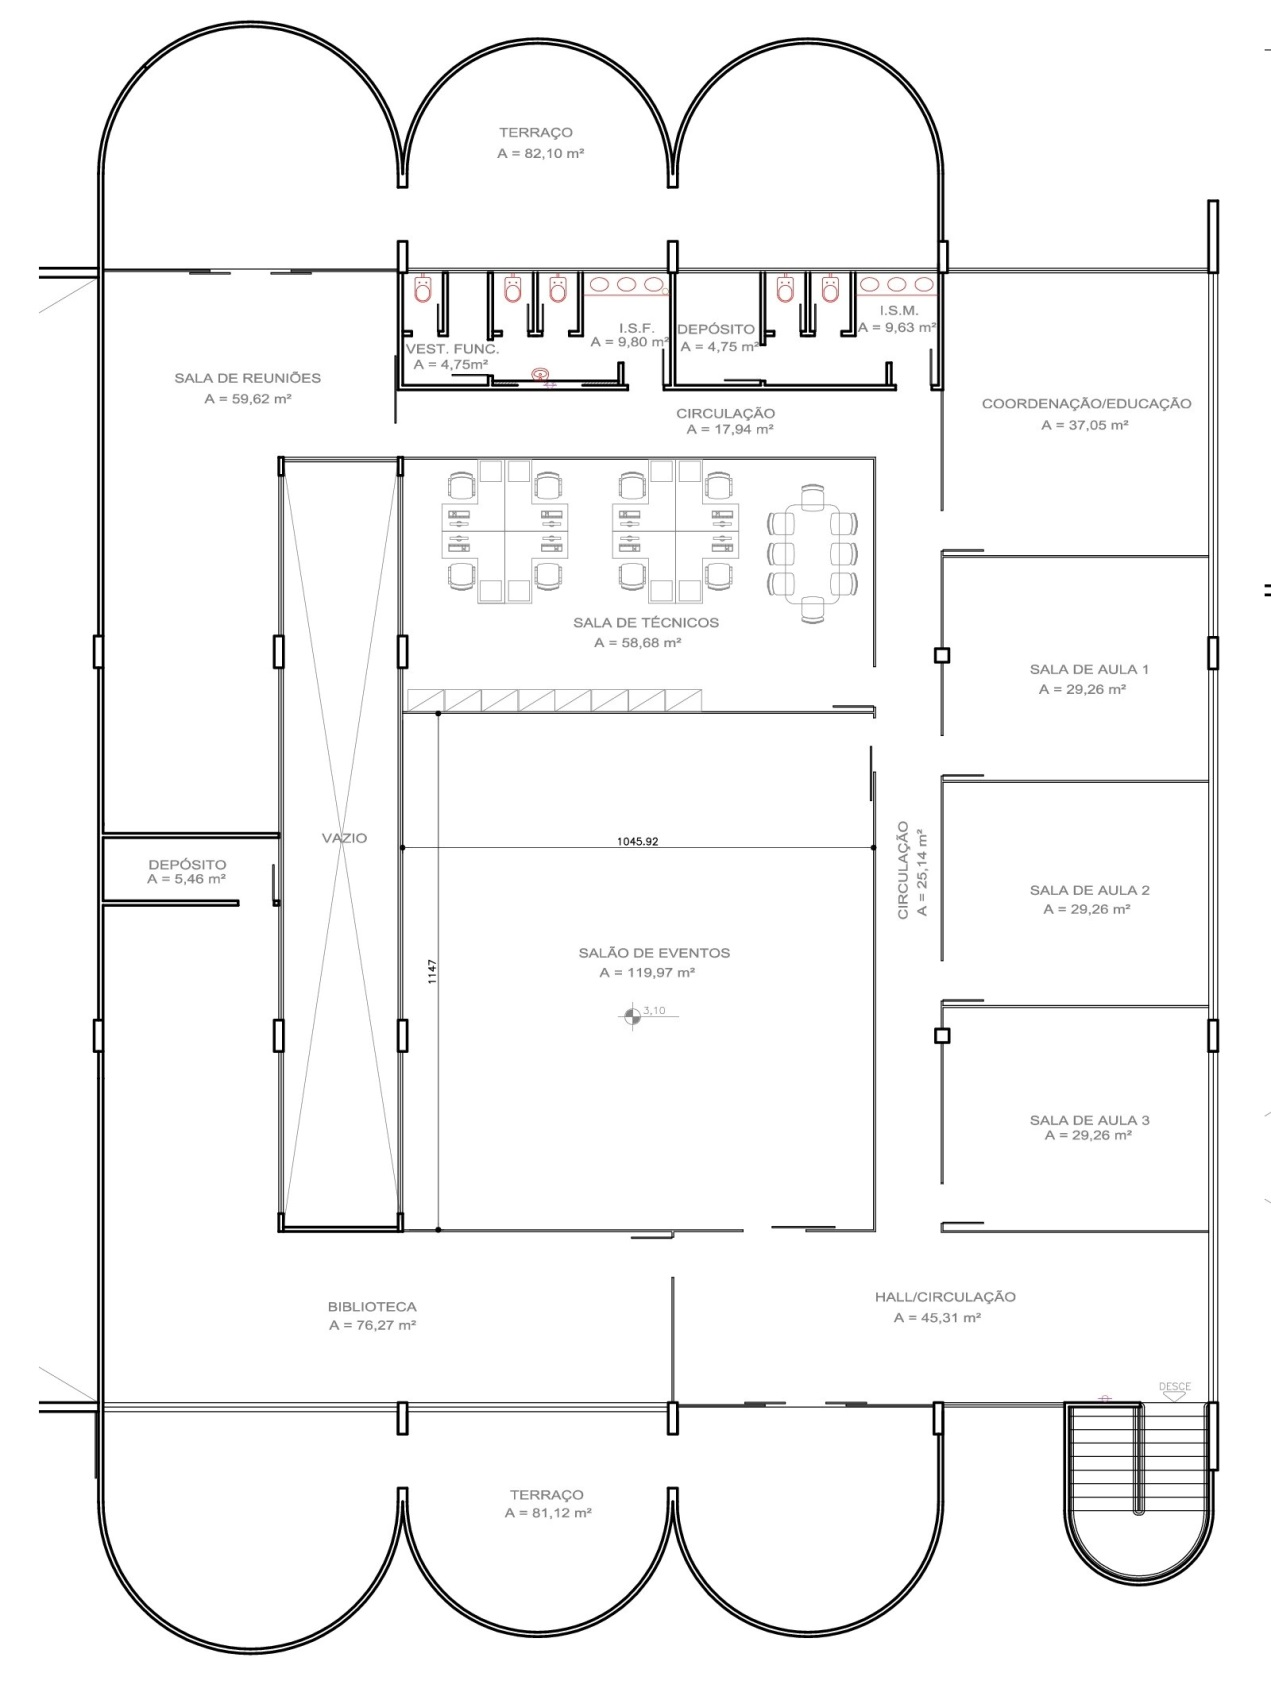 TERRAÇO
A = 82,10 m²
I.S.M.
A = 9,63 m²
I.S.F.
A = 9,80 m²
DEPÓSITO
A = 4,75 m²
VEST. FUNC.
A = 4,75m²
SALA DE REUNIÕES
A = 59,62 m²
CIRCULAÇÃO
A = 17,94 m²
COORDENAÇÃO/EDUCAÇÃO
A = 37,05 m²
SALA DE TÉCNICOS
A = 58,68 m²
SALA DE AULA 1
A = 29,26 m²
VAZIO
1045.92
DEPÓSITO
A = 5,46 m²
CIRCULAÇÃO
A = 25,14 m²
SALA DE AULA 2
A = 29,26 m²
1147
SALÃO DE EVENTOS
A = 119,97 m²
3,10
SALA DE AULA 3
A = 29,26 m²
BIBLIOTECA
A = 76,27 m²
HALL/CIRCULAÇÃO
A = 45,31 m²
DESCE
TERRAÇO
A = 81,12 m²